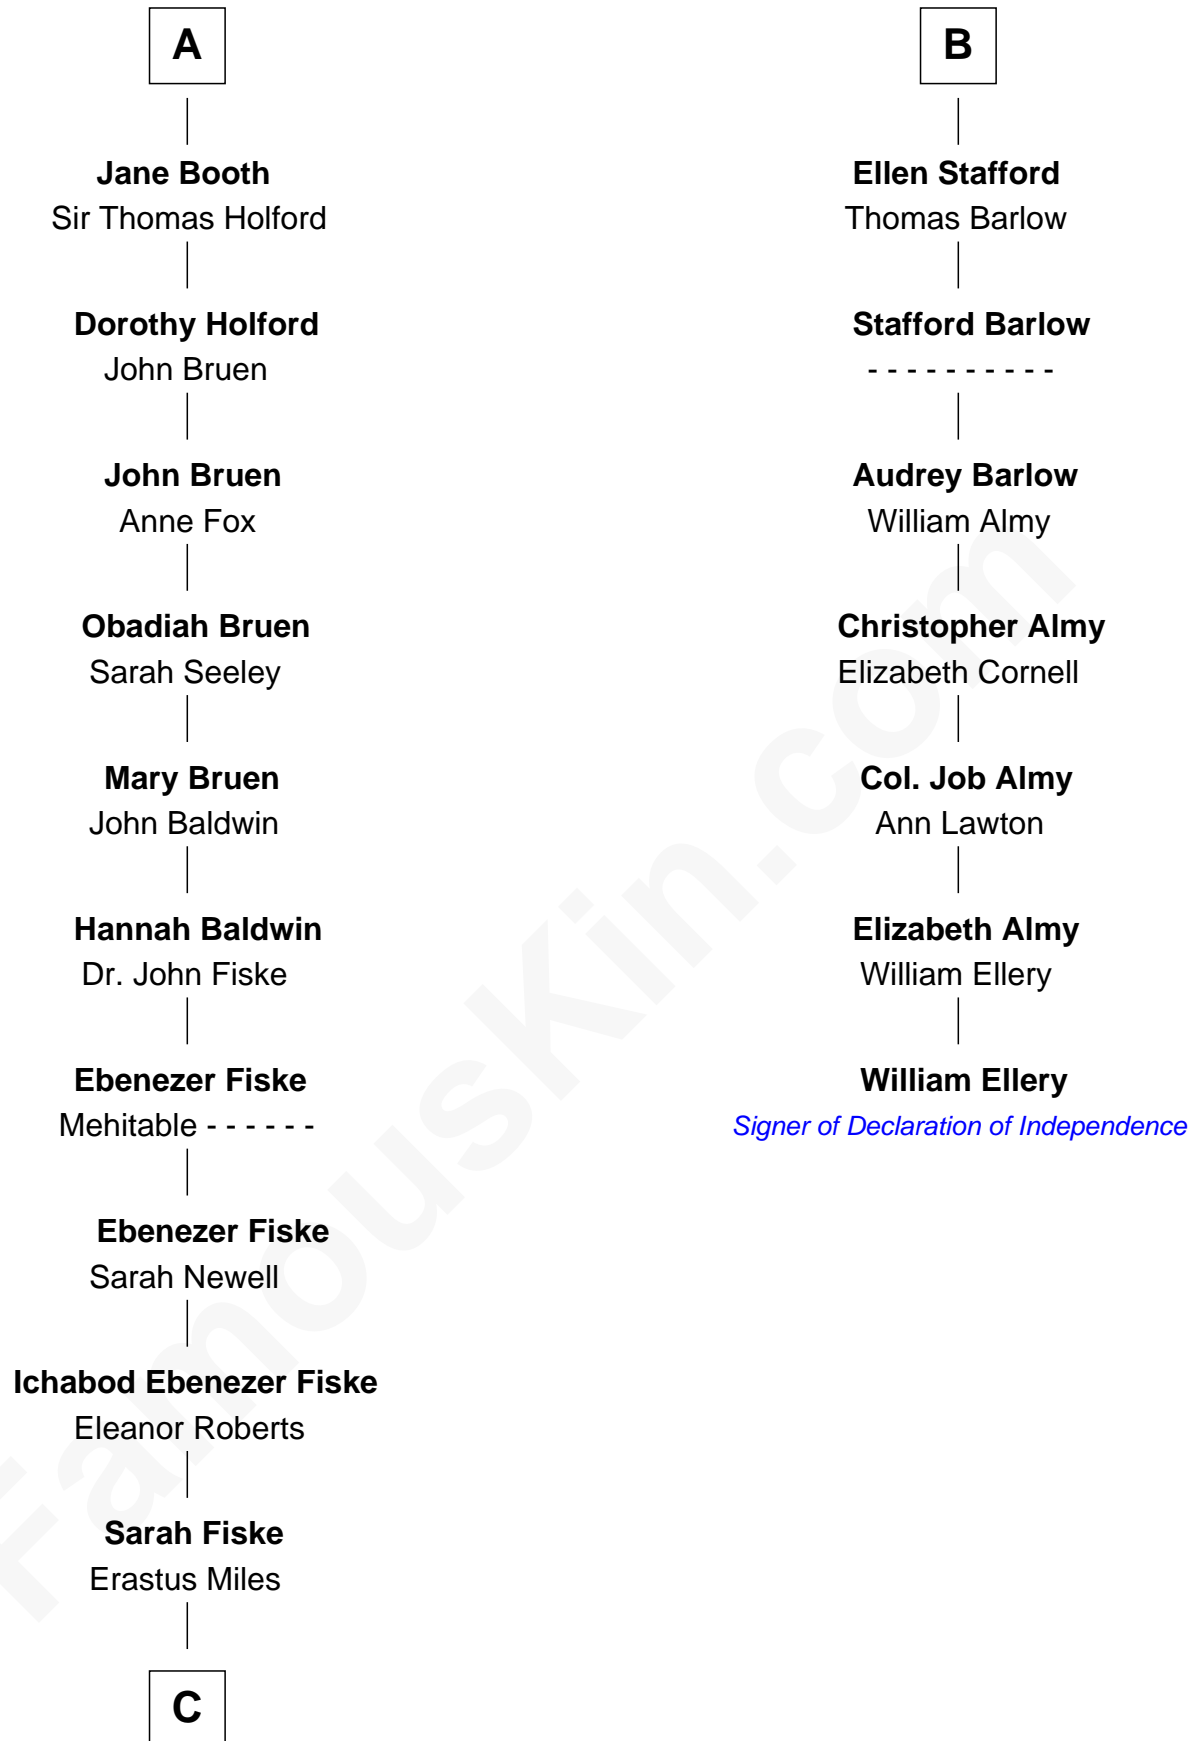 A
Jane Booth
Sir Thomas Holford
Dorothy Holford
John Bruen
John Bruen
Anne Fox
Obadiah Bruen
Sarah Seeley
Mary Bruen
John Baldwin
Hannah Baldwin
Dr. John Fiske
Ebenezer Fiske
Mehitable - - - - - -
Ebenezer Fiske
Sarah Newell
Ichabod Ebenezer Fiske
Eleanor Roberts
Sarah Fiske
Erastus Miles
C
B
Ellen Stafford
Thomas Barlow
Stafford Barlow
- - - - - - - - - -
Audrey Barlow
William Almy
Christopher Almy
Elizabeth Cornell
Col. Job Almy
Ann Lawton
Elizabeth Almy
William Ellery
William Ellery
Signer of Declaration of Independence
FamousKin.com